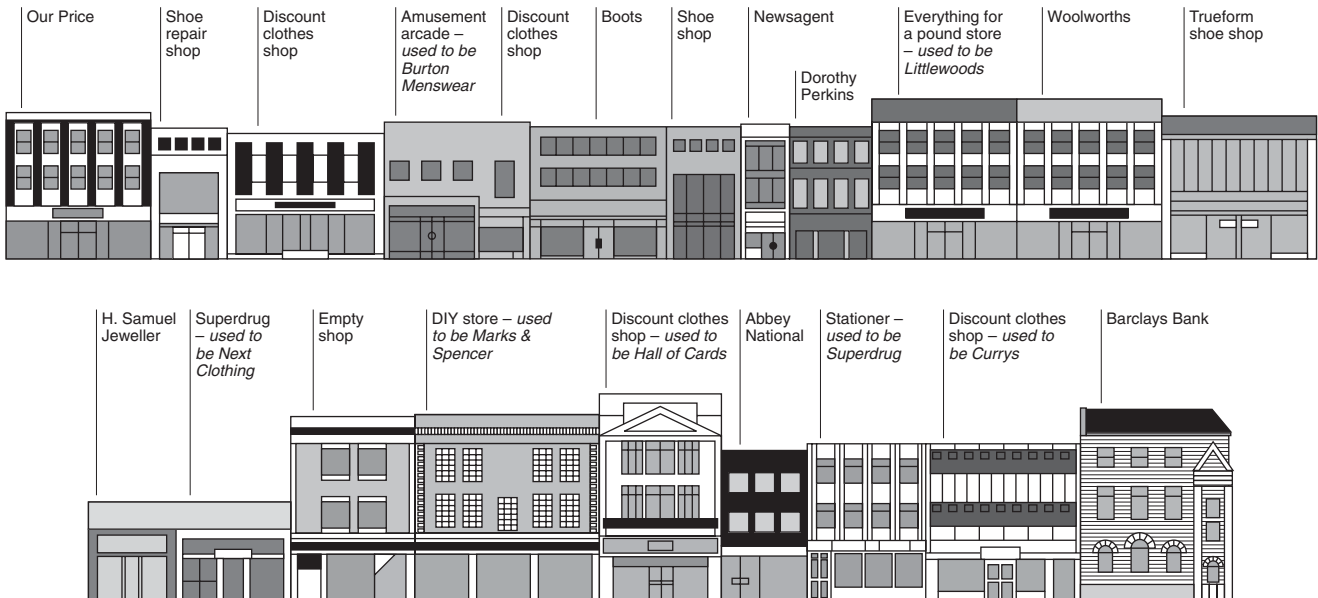 Our Price
Shoe
repair
shop
Discount
clothes
shop
Amusement
arcade –
used to be
Burton
Menswear
Discount
clothes
shop
Boots
Shoe
shop
Newsagent
Dorothy
Perkins
Everything for
a pound store
– used to be
Littlewoods
Woolworths
Trueform
shoe shop
H. Samuel
Jeweller
Superdrug
– used to
be Next
Clothing
Empty
shop
DIY store – used
to be Marks &
Spencer
Discount clothes
shop – used to
be Hall of Cards
Abbey
National
Stationer –
used to be
Superdrug
Discount clothes
shop – used to
be Currys
Barclays Bank